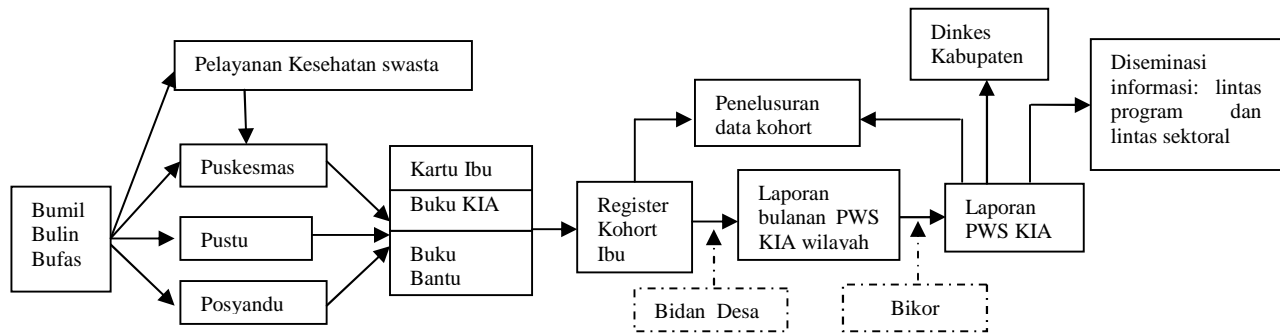 Bumil
Bulin
Bufas
Pelayanan Kesehatan swasta
Puskesmas
Pustu
Posyandu
Kartu Ibu
Buku KIA
Buku
Bantu
Register
Kohort
Ibu
Penelusuran
data kohort
Laporan
bulanan PWS
KIA wilayah
Bidan Desa
Bikor
Laporan
PWS KIA
Dinkes
Kabupaten
Diseminasi
informasi: lintas
program dan
lintas sektoral